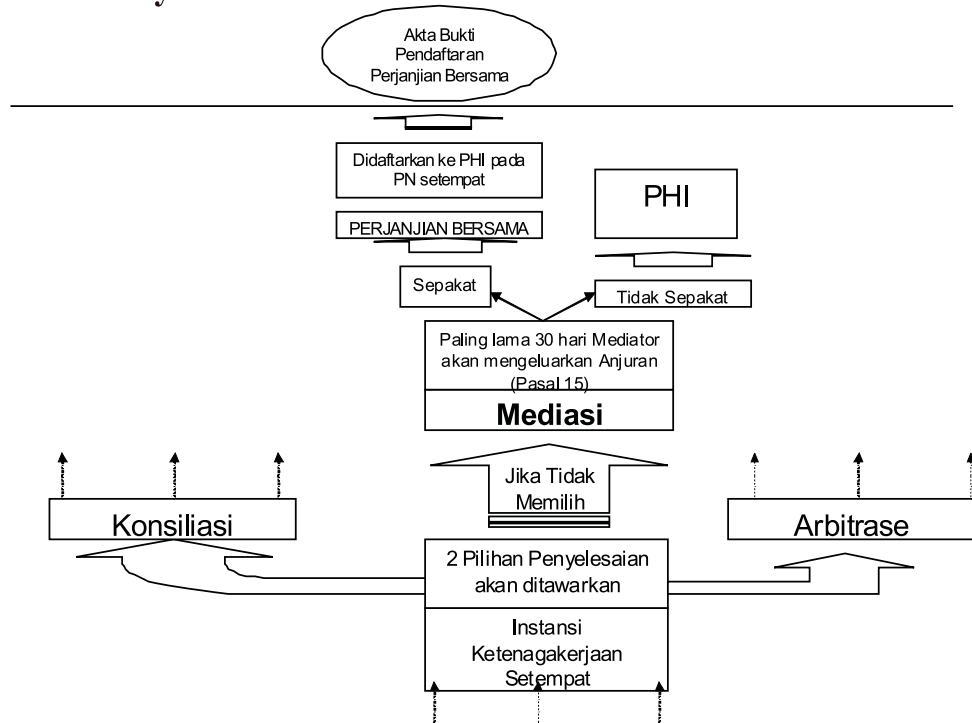 Akta Bukti
Pendaftaran
Perjanjian Bersama
Didaftarkan ke PHI pada
PN setempat
PERJANJIAN BERSAMA
PHI
Sepakat
Tidak Sepakat
Paling lama 30 hari Mediator
akan mengeluarkan Anjuran
(Pasal 15)
Mediasi
Jika Tidak
Memilih
Konsiliasi
Arbitrase
2 Pilihan Penyelesaian
akan ditawarkan
Instansi
Ketenagakerjaan
Setempat